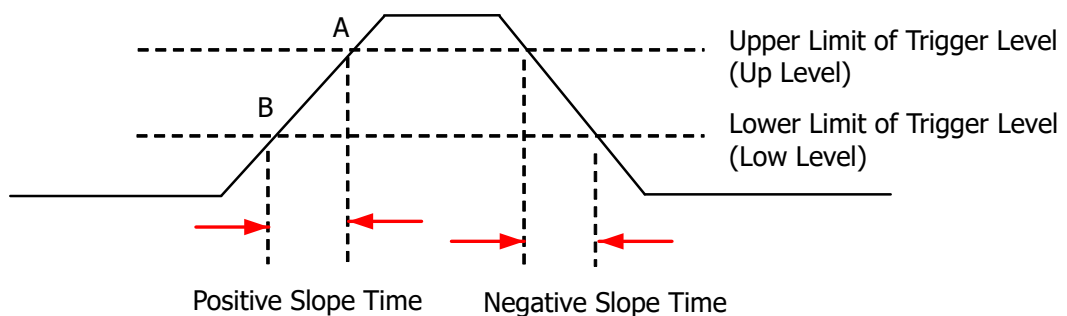 A
Upper Limit of Trigger Level
(Up Level)
B
Lower Limit of Trigger Level
(Low Level)
Positive Slope Time
Negative Slope Time